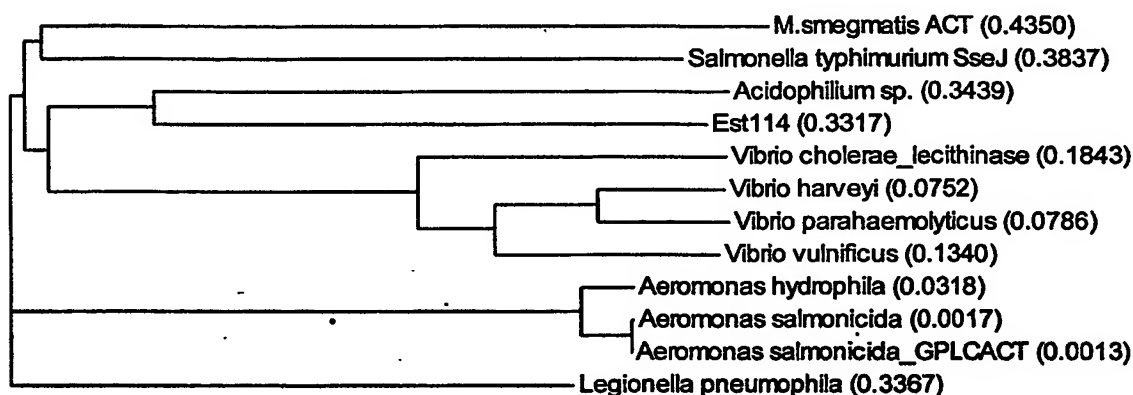 M.smegmatis ACT (0.4350)
Salmonella typhimurium SseJ (0.3837)
Acidophilium sp. (0.3439)
Est114 (0.3317)
Vibrio cholerae_lecithinase (0.1843)
Vibrio harveyi (0.0752)
Vibrio parahaemolyticus (0.0786)
Vibrio vulnificus (0.1340)
Aeromonas hydrophila (0.0318)
Aeromonas salmonicida (0.0017)
Aeromonas salmonicida_GPLCACT (0.0013)
Legionella pneumophila (0.3367)